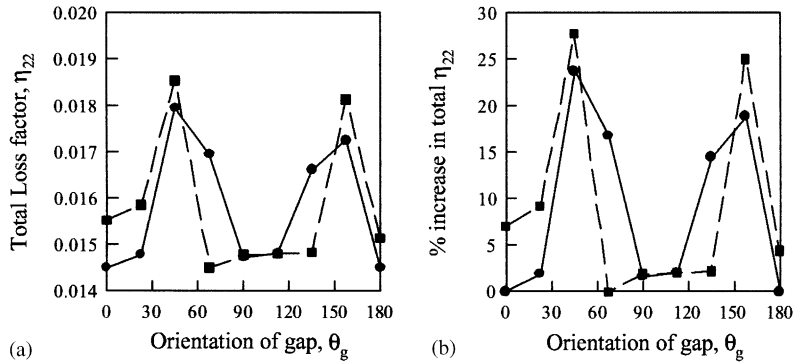 0.020
0.019
0.018
0.017
0.016
0.015
0.014
Total Loss factor, η22
0 30 60 90 120 150 180
Orientation of gap, θg
(a)
30
25
20
15
10
5
0
% increase in total η22
0 30 60 90 120 150 180
Orientation of gap, θg
(b)